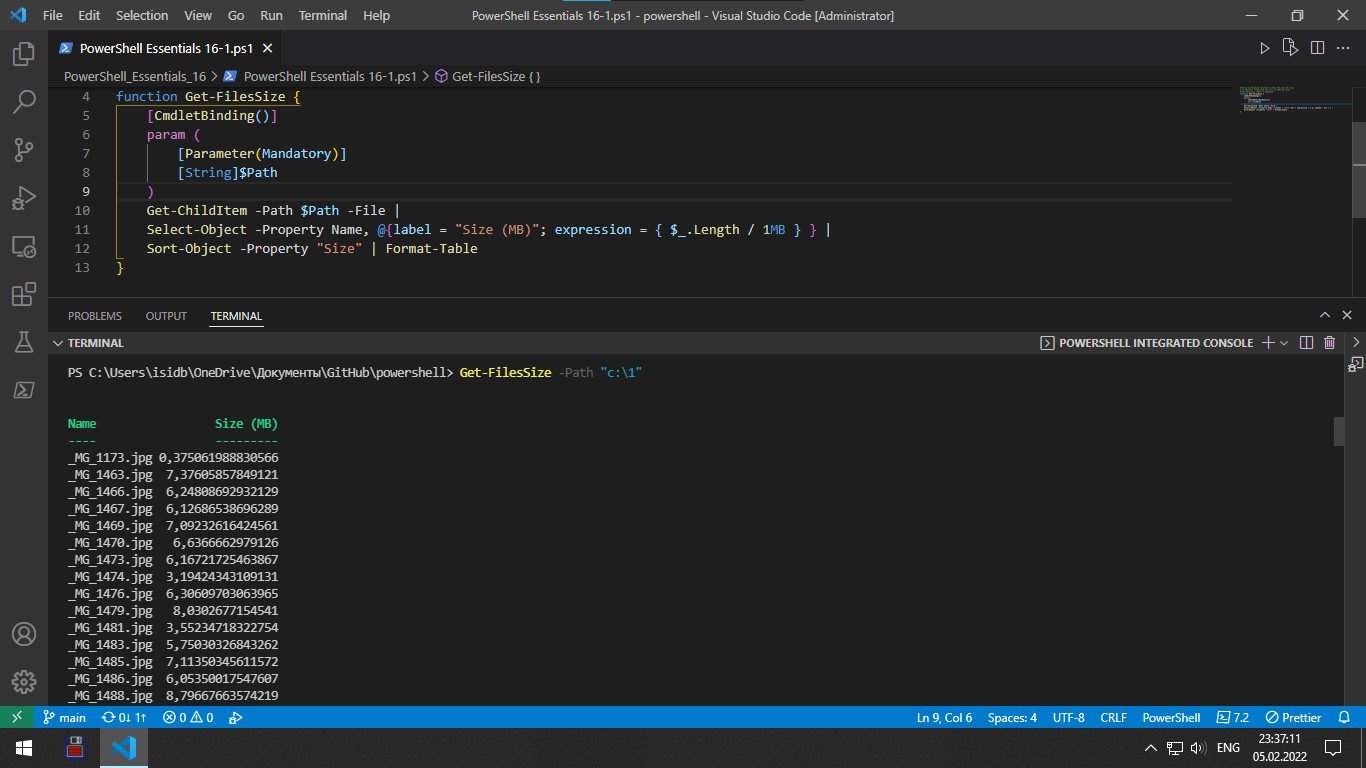 File Edit Selection View Go Run Terminal Help PowerShell Essentials 16-1.ps1 - powershell - Visual Studio Code [Administrator]
PowerShell Essentials 16-1.ps1
PowerShell_Essentials_16 > PowerShell Essentials 16-1.ps1 > Get-FilesSize { }
4 function Get-FilesSize {
5 [CmdletBinding()]
6 param (
7 [Parameter(Mandatory)]
8 [String]$Path
9 )
10 Get-ChildItem -Path $Path -File |
11 Select-Object -Property Name, @{label = "Size (MB)"; expression = { $_.Length / 1MB } } |
12 Sort-Object -Property "Size" | Format-Table
13 }
PROBLEMS OUTPUT TERMINAL
TERMINAL POWERSHELL INTEGRATED CONSOLE
PS C:\Users\isidb\OneDrive\Документы\GitHub\powershell> Get-FilesSize -Path "c:\1"
Name Size (MB)
---- ---------
_MG_1173.jpg 0,375061988830566
_MG_1463.jpg 7,37605857849121
_MG_1466.jpg 6,24808692932129
_MG_1467.jpg 6,12686538696289
_MG_1469.jpg 7,09232616424561
_MG_1470.jpg 6,6366662979126
_MG_1473.jpg 6,16721725463867
_MG_1474.jpg 3,19424343109131
_MG_1476.jpg 6,30609703063965
_MG_1479.jpg 8,0302677154541
_MG_1481.jpg 3,55234718322754
_MG_1483.jpg 5,75030326843262
_MG_1485.jpg 7,11350345611572
_MG_1486.jpg 6,05350017547607
_MG_1488.jpg 8,79667663574219
main 0↓ 1↑ 0 0 Ln 9, Col 6 Spaces: 4 UTF-8 CRLF PowerShell 7.2 Prettier
ENG 23:37:11
05.02.2022